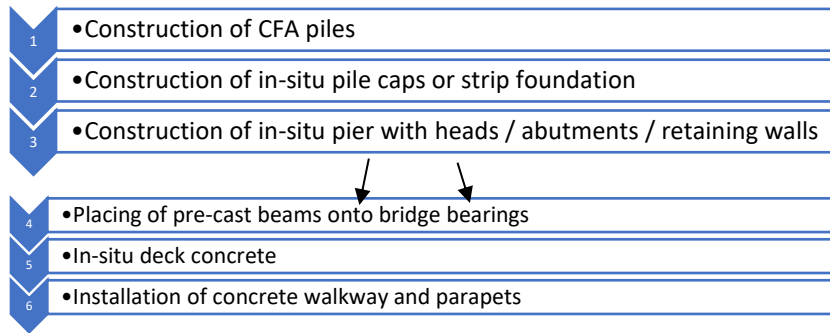 1 •Construction of CFA piles
2 •Construction of in-situ pile caps or strip foundation
3 •Construction of in-situ pier with heads / abutments / retaining walls
4 •Placing of pre-cast beams onto bridge bearings
5 •In-situ deck concrete
6 •Installation of concrete walkway and parapets